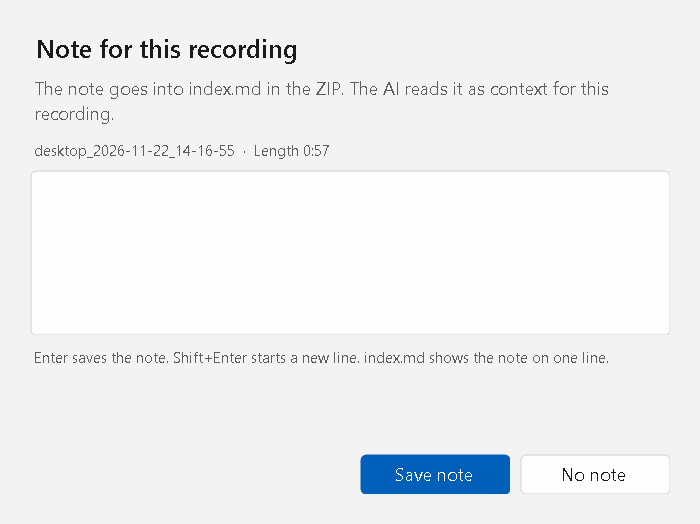 Note for this recording
The note goes into index.md in the ZIP. The AI reads it as context for this
recording.
desktop_2026-11-22_14-16-55 · Length 0:57
Enter saves the note. Shift+Enter starts a new line. index.md shows the note on one line.
Save note
No note